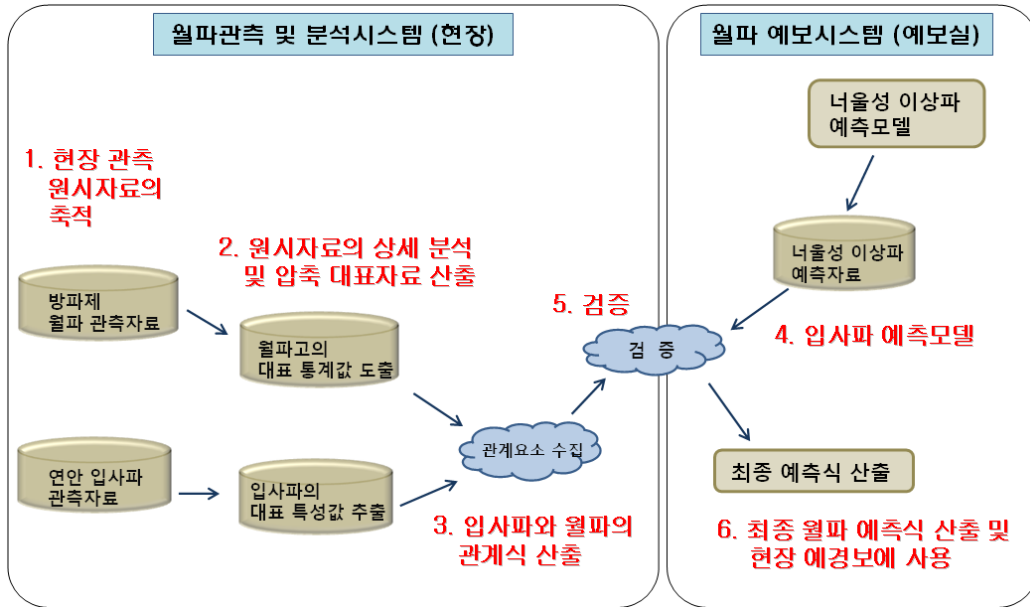 월파관측 및 분석시스템 (현장)
1. 현장 관측
원시자료의
축적
2. 원시자료의 상세 분석
및 압축 대표자료 산출
방파제
월파 관측자료
월파고의
대표 통계값 도출
연안 입사파
관측자료
입사파의
대표 특성값 추출
관계요소 수집
3. 입사파와 월파의
관계식 산출
5. 검증
검 증
월파 예보시스템 (예보실)
너울성 이상파
예측모델
너울성 이상파
예측자료
4. 입사파 예측모델
최종 예측식 산출
6. 최종 월파 예측식 산출 및
현장 예경보에 사용